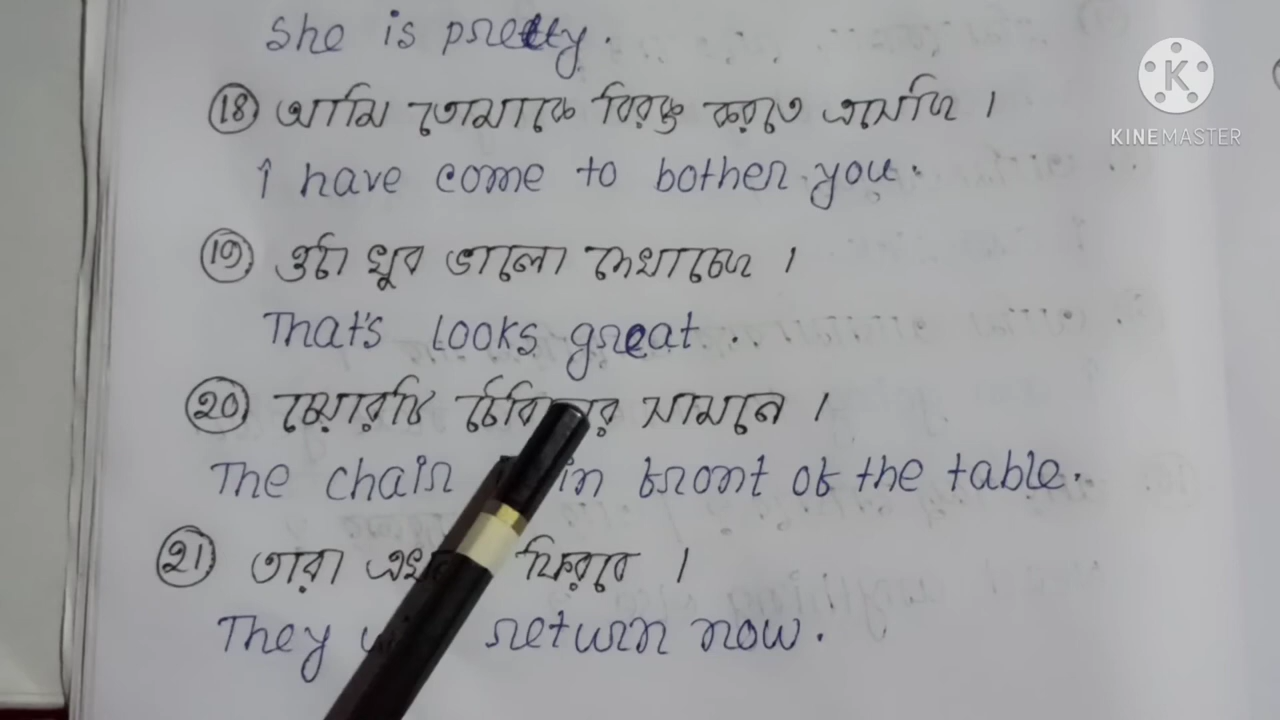 She is pretty.
18 আমি তোমাকে বিরক্ত করতে এসেছি ।
I have come to bother you.
19 ওটা খুব ভালো দেখাচ্ছে ।
That's looks great.
20 চেয়ারটি টেবিলের সামনে ।
The chair in front of the table.
21 তারা ফিরবে ।
They return now.
K
KINEMASTER